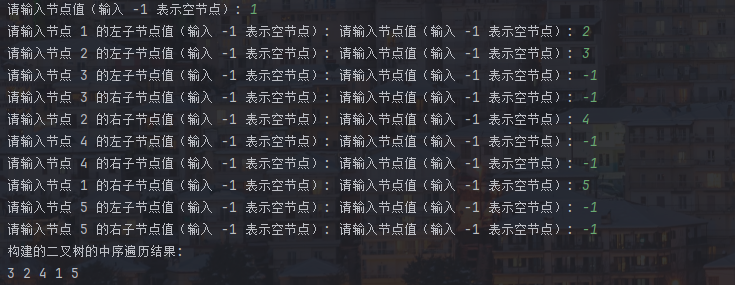 请输入节点值（输入 -1 表示空节点）: 1
请输入节点 1 的左子节点值（输入 -1 表示空节点）: 请输入节点值（输入 -1 表示空节点）: 2
请输入节点 2 的左子节点值（输入 -1 表示空节点）: 请输入节点值（输入 -1 表示空节点）: 3
请输入节点 3 的左子节点值（输入 -1 表示空节点）: 请输入节点值（输入 -1 表示空节点）: -1
请输入节点 3 的右子节点值（输入 -1 表示空节点）: 请输入节点值（输入 -1 表示空节点）: -1
请输入节点 2 的右子节点值（输入 -1 表示空节点）: 请输入节点值（输入 -1 表示空节点）: 4
请输入节点 4 的左子节点值（输入 -1 表示空节点）: 请输入节点值（输入 -1 表示空节点）: -1
请输入节点 4 的右子节点值（输入 -1 表示空节点）: 请输入节点值（输入 -1 表示空节点）: -1
请输入节点 1 的右子节点值（输入 -1 表示空节点）: 请输入节点值（输入 -1 表示空节点）: 5
请输入节点 5 的左子节点值（输入 -1 表示空节点）: 请输入节点值（输入 -1 表示空节点）: -1
请输入节点 5 的右子节点值（输入 -1 表示空节点）: 请输入节点值（输入 -1 表示空节点）: -1
构建的二叉树的中序遍历结果:
3 2 4 1 5